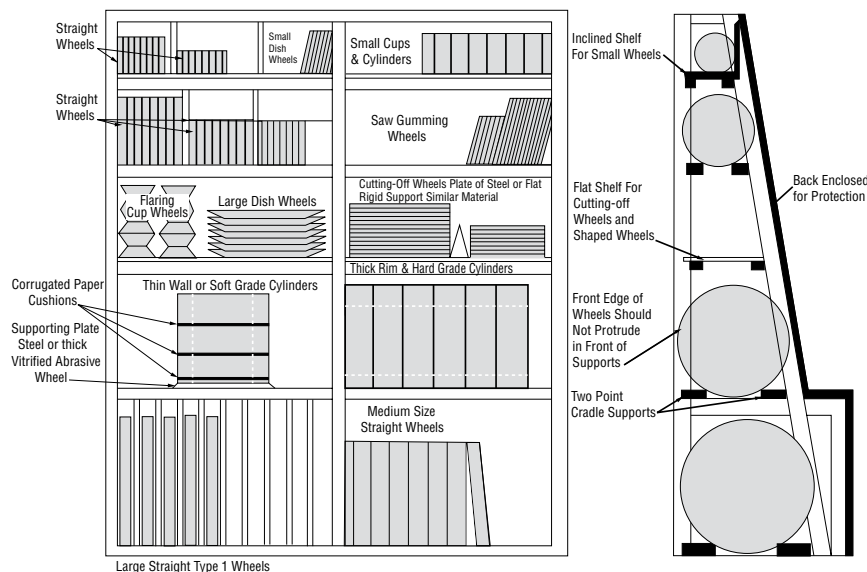 Straight
Wheels
Small
Dish
Wheels
Small Cups
& Cylinders
Straight
Wheels
Saw Gumming
Wheels
Flaring
Cup Wheels
Large Dish Wheels
Cutting-Off Wheels Plate of Steel or Flat
Rigid Support Similar Material
Thick Rim & Hard Grade Cylinders
Corrugated Paper
Cushions
Thin Wall or Soft Grade Cylinders
Supporting Plate
Steel or thick
Vitrified Abrasive
Wheel
Medium Size
Straight Wheels
Large Straight Type 1 Wheels
Inclined Shelf
For Small Wheels
Back Enclosed
for Protection
Flat Shelf For
Cutting-off
Wheels and
Shaped Wheels
Front Edge of
Wheels Should
Not Protrude
in Front of
Supports
Two Point
Cradle Supports